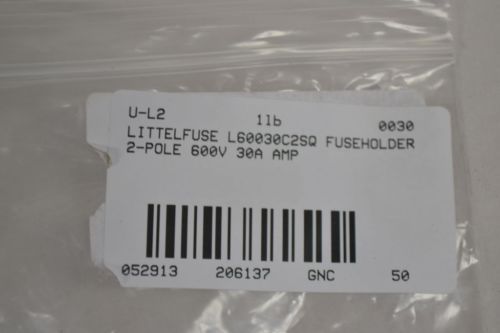 U-L2 1lb 0030
LITTELFUSE L60030C2SQ FUSEHOLDER
2-POLE 600V 30A AMP
052913 206137 GNC 50